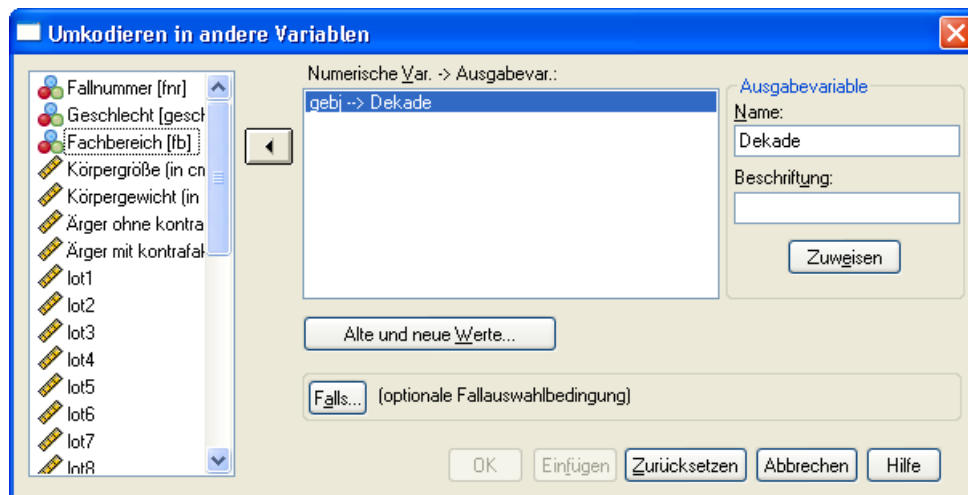 Umkodieren in andere Variablen
Fallnummer [fnr]
Geschlecht [gesch
Fachbereich [fb]
Körpergröße (in cn
Körpergewicht (in
Ärger ohne kontra
Ärger mit kontrafak
lot1
lot2
lot3
lot4
lot5
lot6
lot7
lot8
Numerische Var. -> Ausgabevar.:
gebj --> Dekade
Ausgabevariable
Name:
Dekade
Beschriftung:
Zuweisen
Alte und neue Werte...
Falls... (optionale Fallauswahlbedingung)
OK Einfügen Zurücksetzen Abbrechen Hilfe